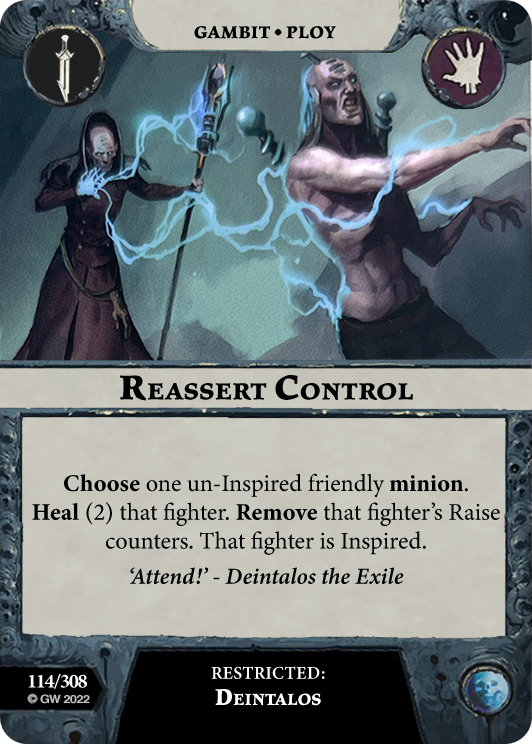 GAMBIT • PLOY
REASSERT CONTROL
Choose one un-Inspired friendly minion.
Heal (2) that fighter. Remove that fighter's Raise
counters. That fighter is Inspired.
'Attend!' - Deintalos the Exile
114/308
© GW 2022
RESTRICTED:
DEINTALOS